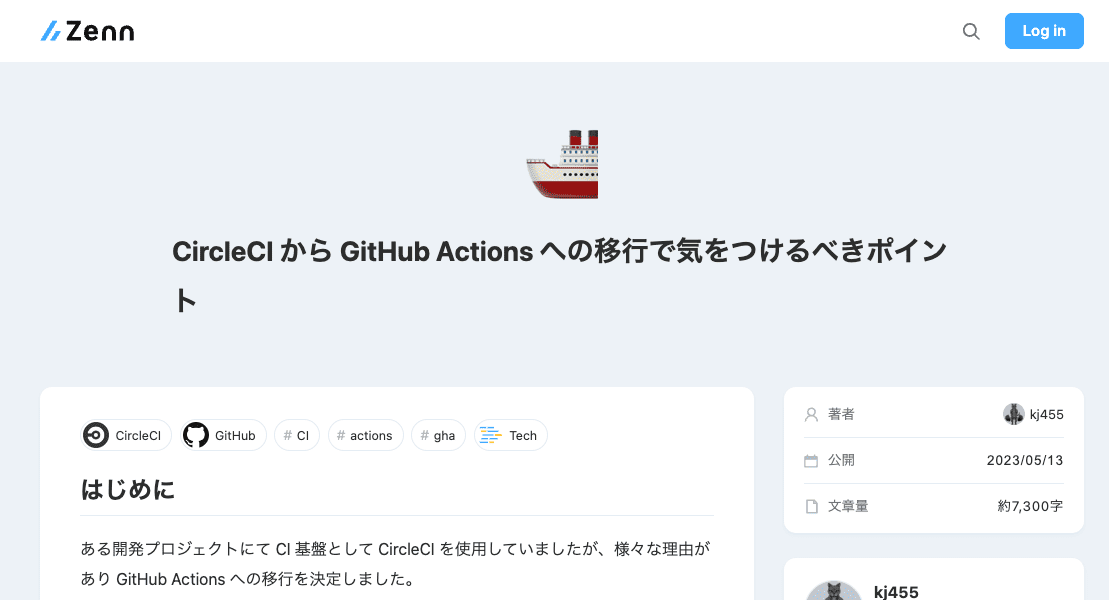 Zenn
Log in
CircleCI から GitHub Actions への移行で気をつけるべきポイン
ト
CircleCI
GitHub
# CI
# actions
# gha
Tech
はじめに
ある開発プロジェクトにて CI 基盤として CircleCI を使用していましたが、様々な理由が
あり GitHub Actions への移行を決定しました。
著者 kj455
公開 2023/05/13
文章量 約7,300字
kj455